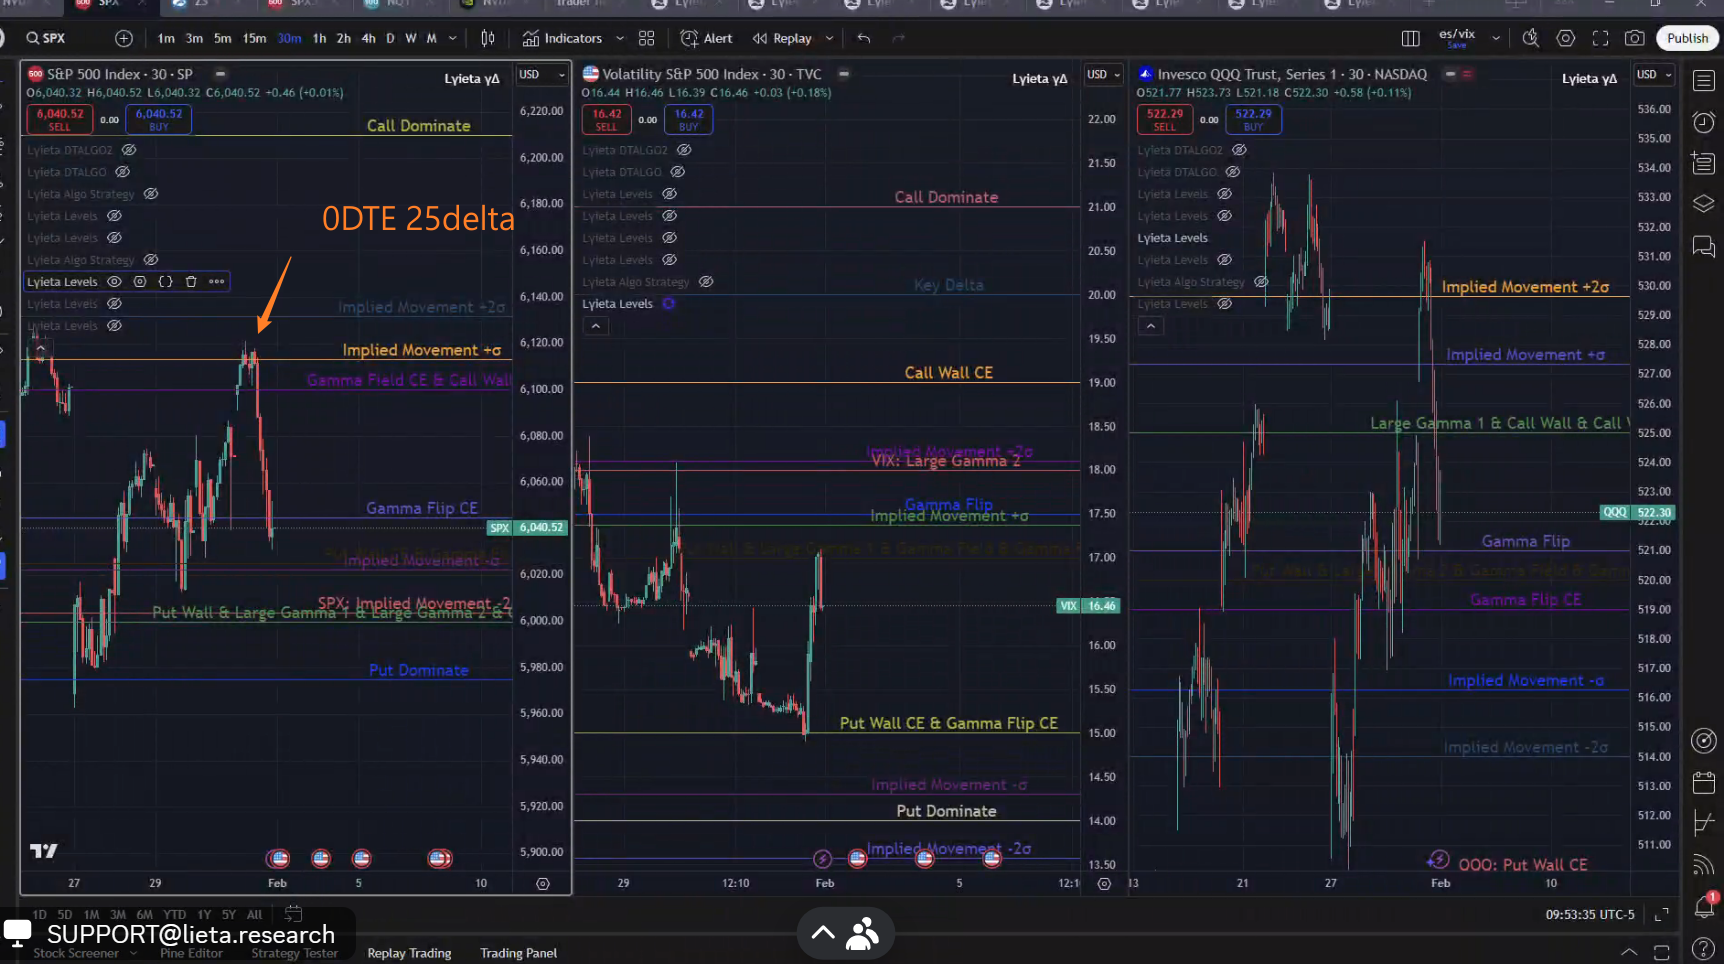 SPX
1m 3m 5m 15m 30m 1h 2h 4h D W M
Indicators
Alert
Replay
es/vix
Save
Publish
S&P 500 Index · 30 · SP
O6,040.32 H6,040.52 L6,040.32 C6,040.52 +0.46 (+0.01%)
6,040.52
SELL
0.00
6,040.52
BUY
Lyieta γΔ
USD
Lyieta DTALGO2
Lyieta DTALGO
Lyieta Algo Strategy
Lyieta Levels
Lyieta Levels
Lyieta Algo Strategy
Lyieta Levels
Lyieta Levels
Lyieta Levels
0DTE 25delta
Call Dominate
Implied Movement +2σ
Implied Movement +σ
Gamma Field CE & Call Wall
Gamma Flip CE
Implied Movement -σ
SPX: Implied Movement -2
Put Wall & Large Gamma 1 & Large Gamma 2 &
Put Dominate
6,220.00
6,200.00
6,180.00
6,160.00
6,140.00
6,120.00
6,100.00
6,080.00
6,060.00
SPX 6,040.52
6,020.00
6,000.00
5,980.00
5,960.00
5,940.00
5,920.00
5,900.00
27 29 Feb 5 10
Volatility S&P 500 Index · 30 · TVC
O16.44 H16.46 L16.39 C16.46 +0.03 (+0.18%)
16.42
SELL
0.00
16.42
BUY
Lyieta γΔ
USD
Lyieta DTALGO2
Lyieta DTALGO
Lyieta Levels
Lyieta Levels
Lyieta Levels
Lyieta Levels
Lyieta Algo Strategy
Lyieta Levels
Call Dominate
Key Delta
Call Wall CE
Implied Movement +2σ
VIX: Large Gamma 2
Gamma Flip
Implied Movement +σ
Put Wall CE & Gamma Flip CE
Implied Movement -σ
Put Dominate
Implied Movement -2σ
22.00
21.50
21.00
20.50
20.00
19.50
19.00
18.50
18.00
17.50
17.00
VIX 16.46
16.00
15.50
15.00
14.50
14.00
13.50
29 12:10 Feb 5 12:1
Invesco QQQ Trust, Series 1 · 30 · NASDAQ
O521.77 H523.73 L521.18 C522.30 +0.58 (+0.11%)
522.29
SELL
0.00
522.29
BUY
Lyieta γΔ
USD
Lyieta DTALGO2
Lyieta DTALGO
Lyieta Levels
Lyieta Levels
Lyieta Levels
Lyieta Levels
Lyieta Algo Strategy
Lyieta Levels
Implied Movement +2σ
Implied Movement +σ
Large Gamma 1 & Call Wall & Call
Gamma Flip
Gamma Flip CE
Implied Movement -σ
Implied Movement -2σ
QQQ: Put Wall CE
536.00
535.00
534.00
533.00
532.00
531.00
530.00
529.00
528.00
527.00
526.00
525.00
524.00
523.00
QQQ 522.30
522.00
521.00
520.00
519.00
518.00
517.00
516.00
515.00
514.00
513.00
512.00
511.00
13 21 27 Feb 10
1D 5D 1M 3M 6M YTD 1Y 5Y All
09:53:35 UTC-5
SUPPORT@lieta.research
Stock Screener
Pine Editor
Strategy Tester
Replay Trading
Trading Panel
1